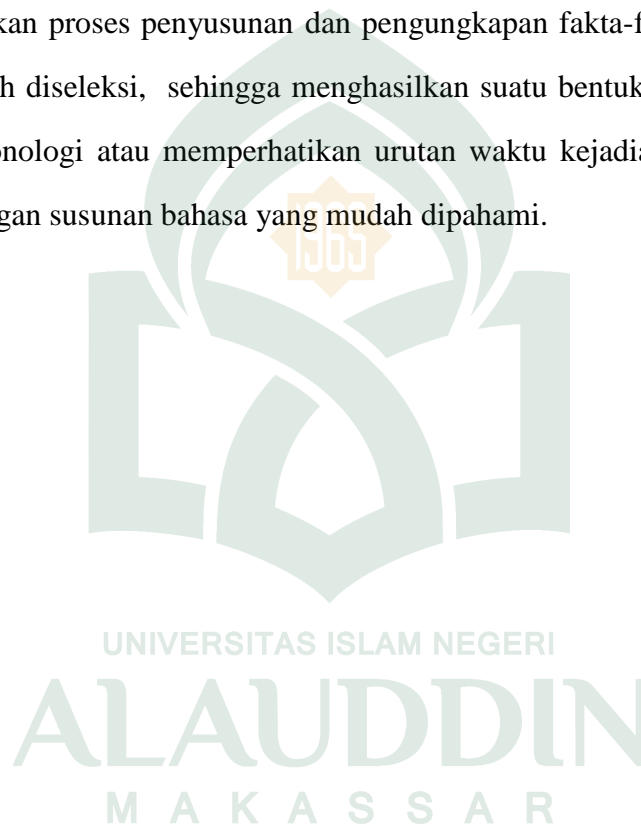 kan proses penyusunan dan pengungkapan fakta-f
h diseleksi, sehingga menghasilkan suatu bentuk
onologi atau memperhatikan urutan waktu kejadia
gan susunan bahasa yang mudah dipahami.
1965
UNIVERSITAS ISLAM NEGERI
ALAUDDIN
MAKASSAR